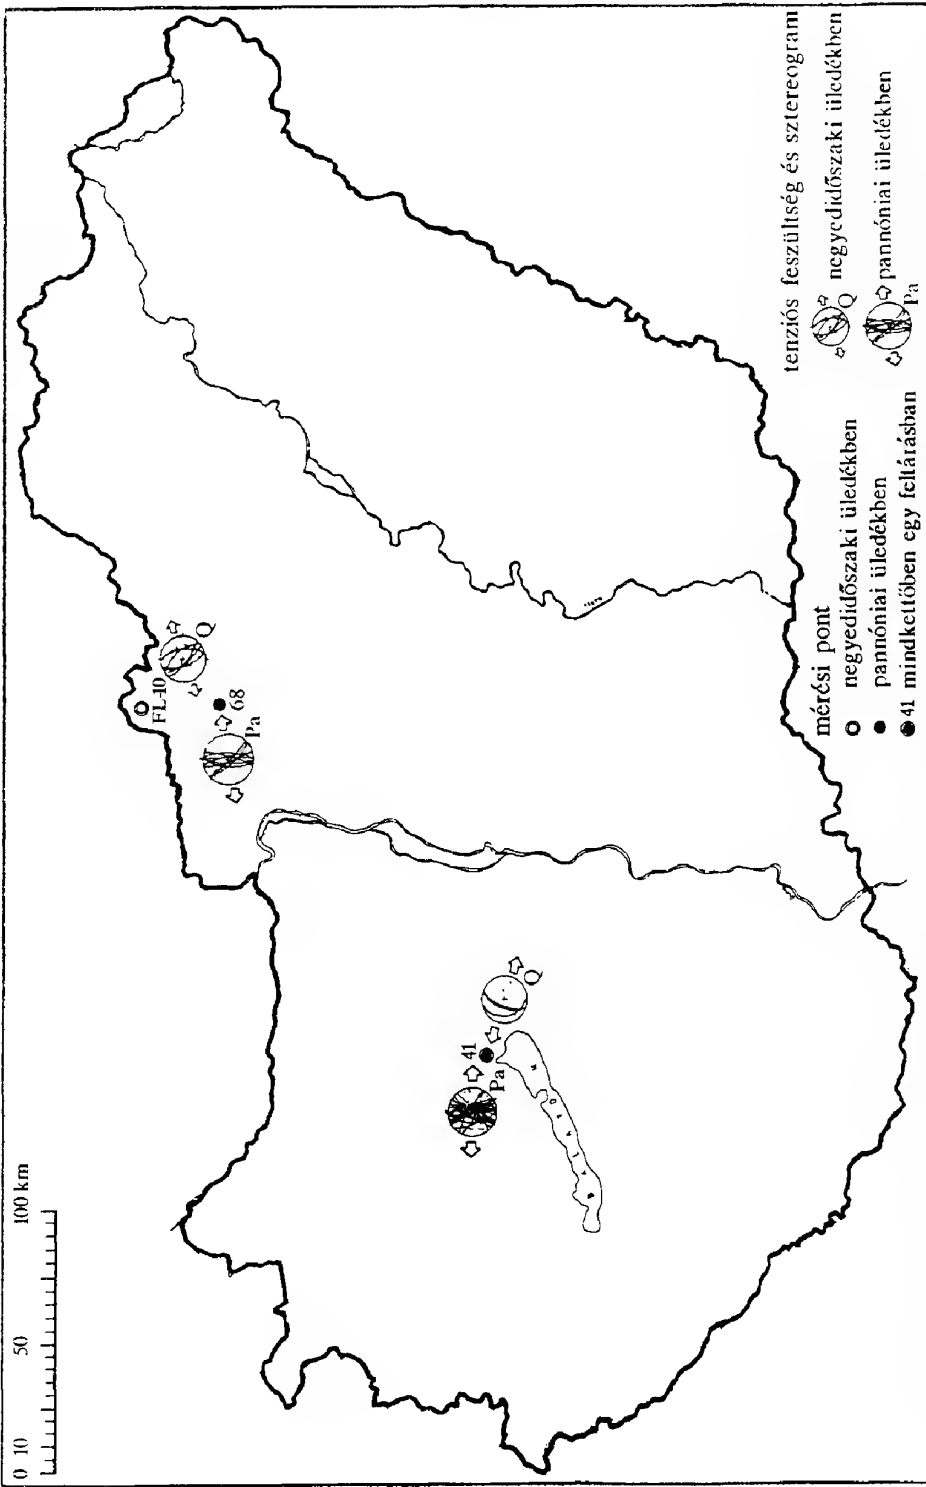 0 10 50 100 km
FL-10
Q
68
Pa
41
Pa
Q
BALATON
mérési pont
negyedidőszaki üledékben
pannóniai üledékben
41 mindkettőben egy feltárásban
tenziós feszültség és sztereogram
Q negyedidőszaki üledékben
Pa pannóniai üledékben